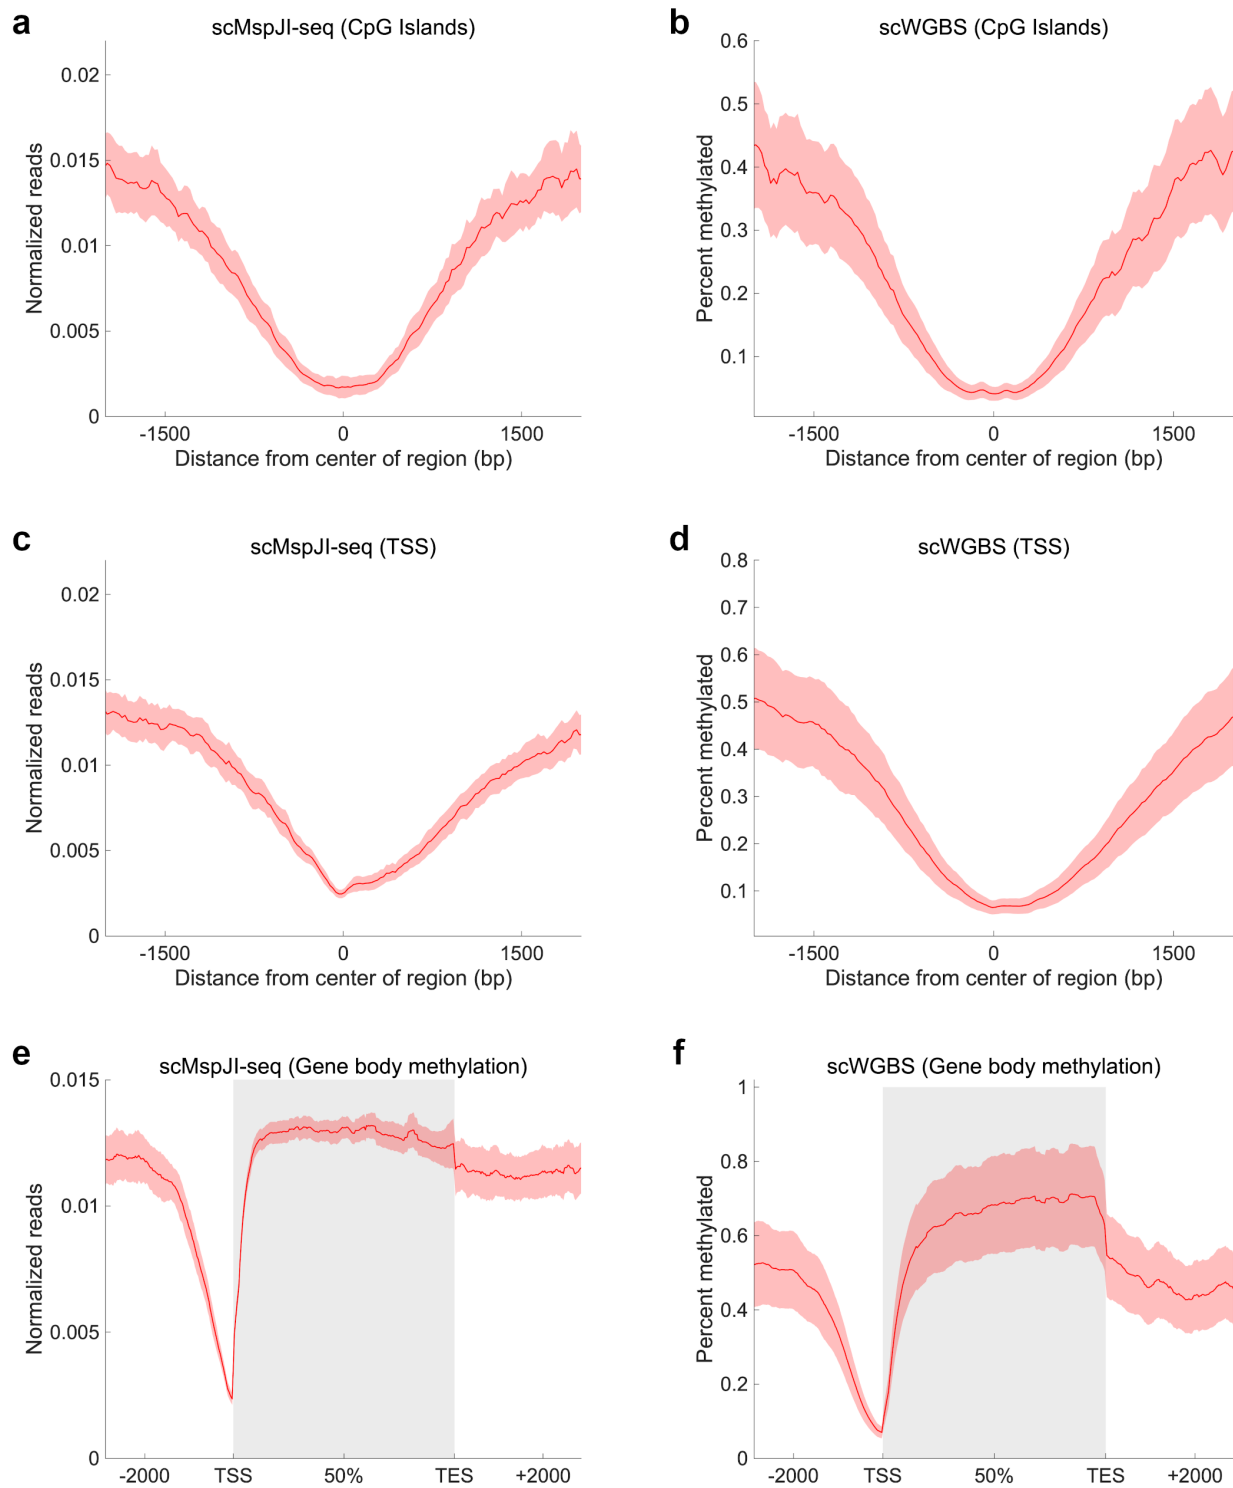 a
scMspJI-seq (CpG Islands)
0.02
0.015
0.01
0.005
0
Normalized reads
-1500 0 1500
Distance from center of region (bp)
b
scWGBS (CpG Islands)
0.6
0.5
0.4
0.3
0.2
0.1
Percent methylated
-1500 0 1500
Distance from center of region (bp)
c
scMspJI-seq (TSS)
0.02
0.015
0.01
0.005
0
Normalized reads
-1500 0 1500
Distance from center of region (bp)
d
scWGBS (TSS)
0.8
0.7
0.6
0.5
0.4
0.3
0.2
0.1
Percent methylated
-1500 0 1500
Distance from center of region (bp)
e
scMspJI-seq (Gene body methylation)
0.015
0.01
0.005
0
Normalized reads
-2000 TSS 50% TES +2000
f
scWGBS (Gene body methylation)
1
0.8
0.6
0.4
0.2
0
Percent methylated
-2000 TSS 50% TES +2000